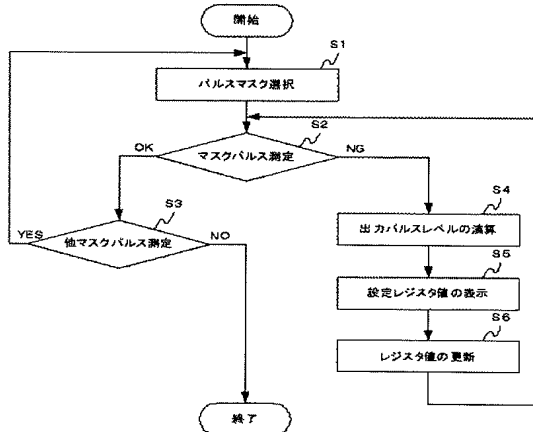 開始
S1
パルスマスク選択
S2
マスクパルス測定
OK
NG
S3
他マスクパルス測定
YES
NO
S4
出力パルスレベルの演算
S5
設定レジスタ値の表示
S6
レジスタ値の更新
終了